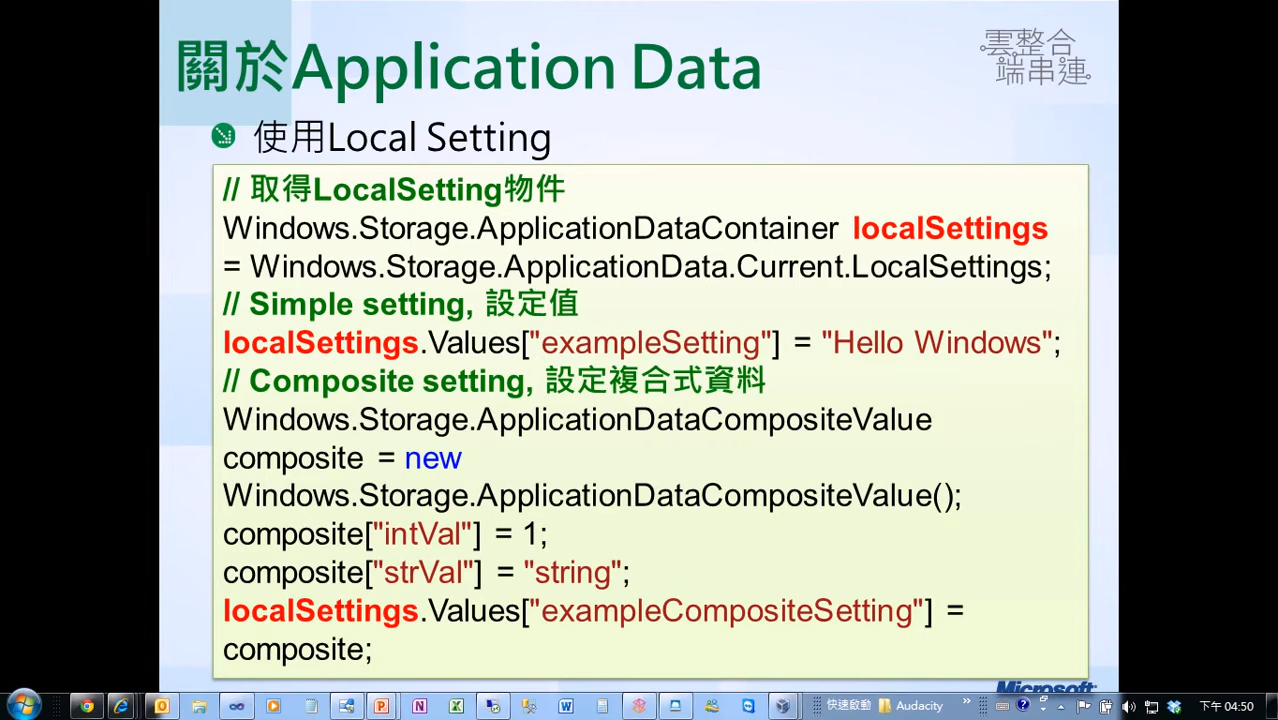 關於Application Data
雲整合
端串連
使用Local Setting
// 取得LocalSetting物件
Windows.Storage.ApplicationDataContainer localSettings
= Windows.Storage.ApplicationData.Current.LocalSettings;
// Simple setting, 設定值
localSettings.Values["exampleSetting"] = "Hello Windows";
// Composite setting, 設定複合式資料
Windows.Storage.ApplicationDataCompositeValue
composite = new
Windows.Storage.ApplicationDataCompositeValue();
composite["intVal"] = 1;
composite["strVal"] = "string";
localSettings.Values["exampleCompositeSetting"] =
composite;
Microsoft
快速啟動 Audacity 下午 04:50